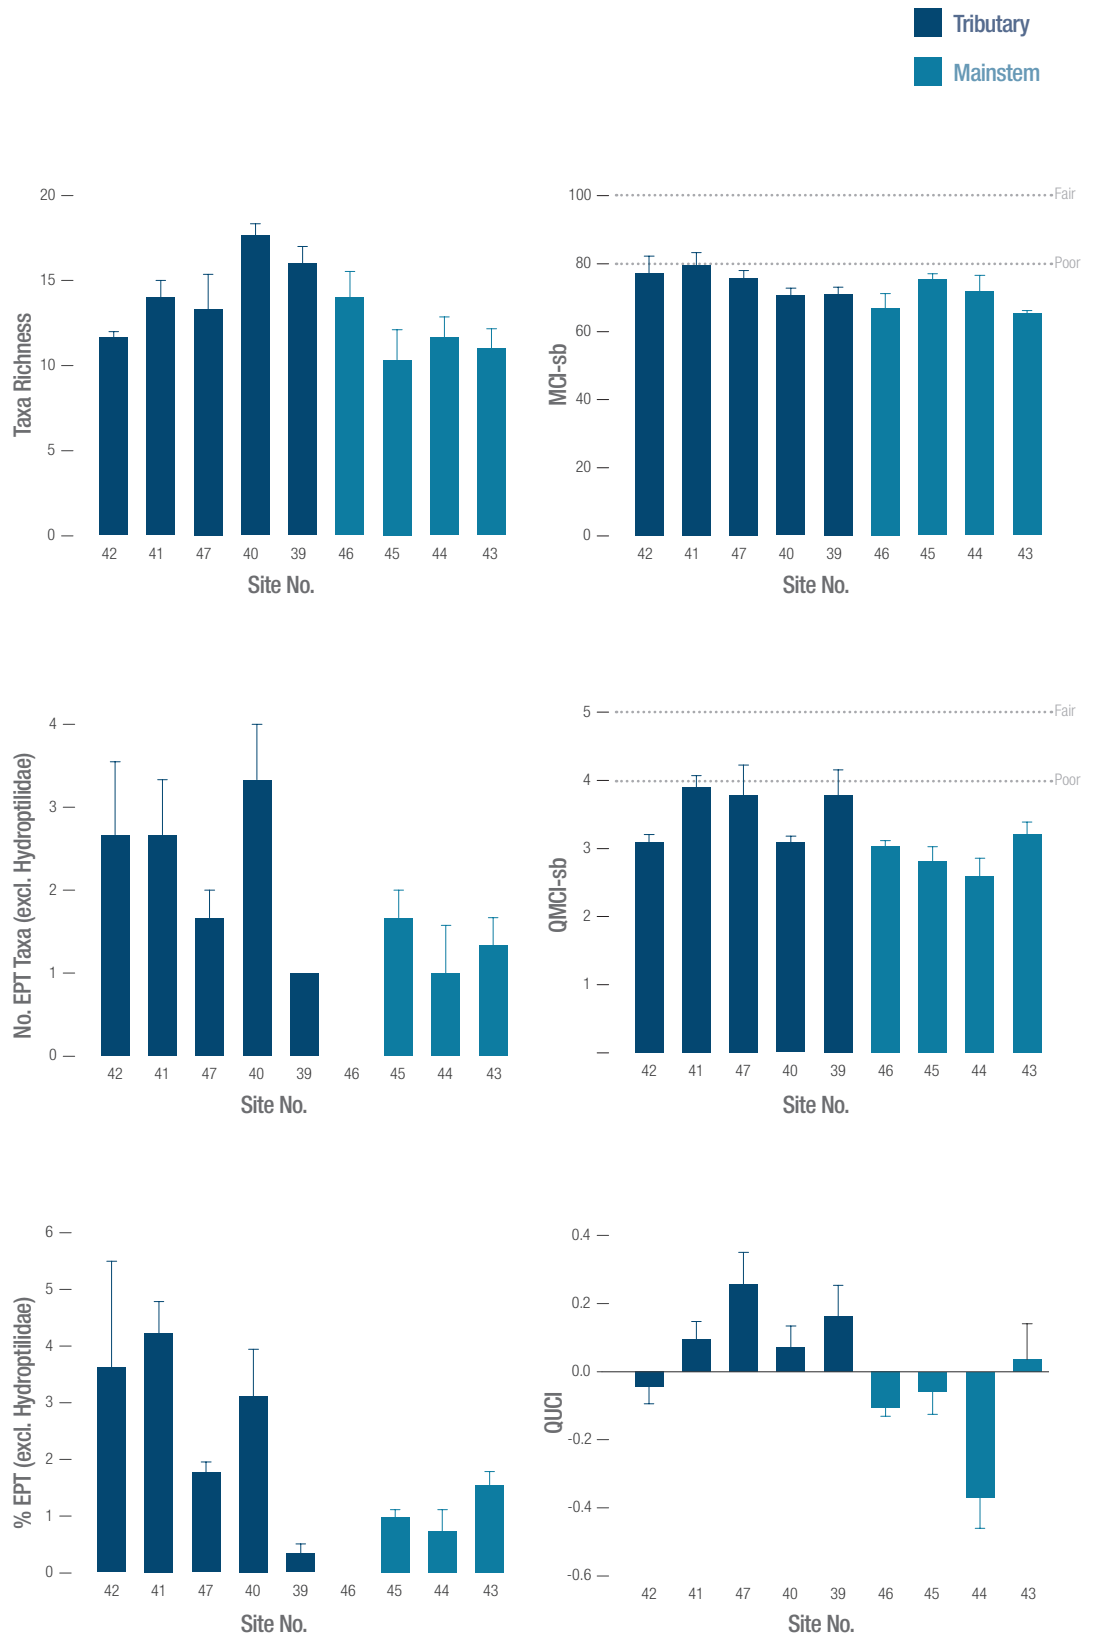 Tributary
Mainstem
Taxa Richness
20
15
10
5
0
42 41 47 40 39 46 45 44 43
Site No.
MCI-sb
100
80
60
40
20
0
Fair
Poor
42 41 47 40 39 46 45 44 43
Site No.
No. EPT Taxa (excl. Hydroptilidae)
4
3
2
1
0
42 41 47 40 39 46 45 44 43
Site No.
QMCI-sb
5
4
3
2
1
Fair
Poor
42 41 47 40 39 46 45 44 43
Site No.
% EPT (excl. Hydroptilidae)
6
5
4
3
2
1
0
42 41 47 40 39 46 45 44 43
Site No.
QUCI
0.4
0.2
0.0
-0.2
-0.4
-0.6
42 41 47 40 39 46 45 44 43
Site No.